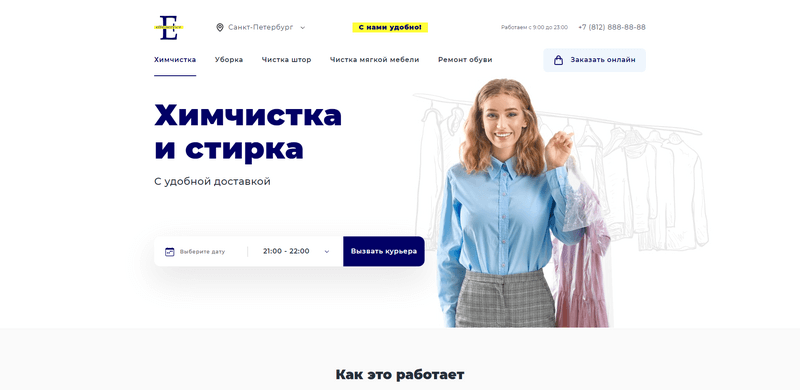 Е
Санкт-Петербург
С нами удобно!
Работаем с 9:00 до 23:00
+7 (812) 888-88-88
Химчистка
Уборка
Чистка штор
Чистка мягкой мебели
Ремонт обуви
Заказать онлайн
Химчистка
и стирка
С удобной доставкой
Выберите дату
21:00 - 22:00
Вызвать курьера
Как это работает